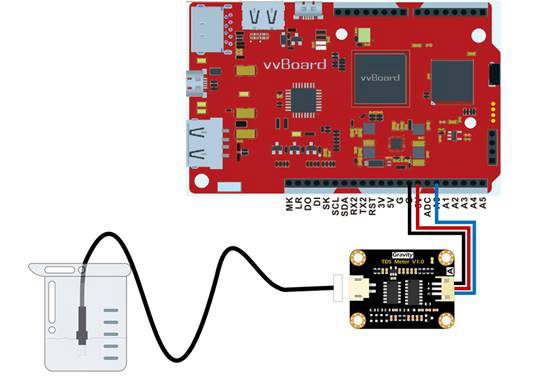 vvBoard
vvBoard
MK
LR
DO
DI
SK
SCL
SDA
RX2
TX2
RST
3V
5V
G
G
ADC
A1
A2
A3
A4
A5
Gravity
TDS Meter V1.0
A